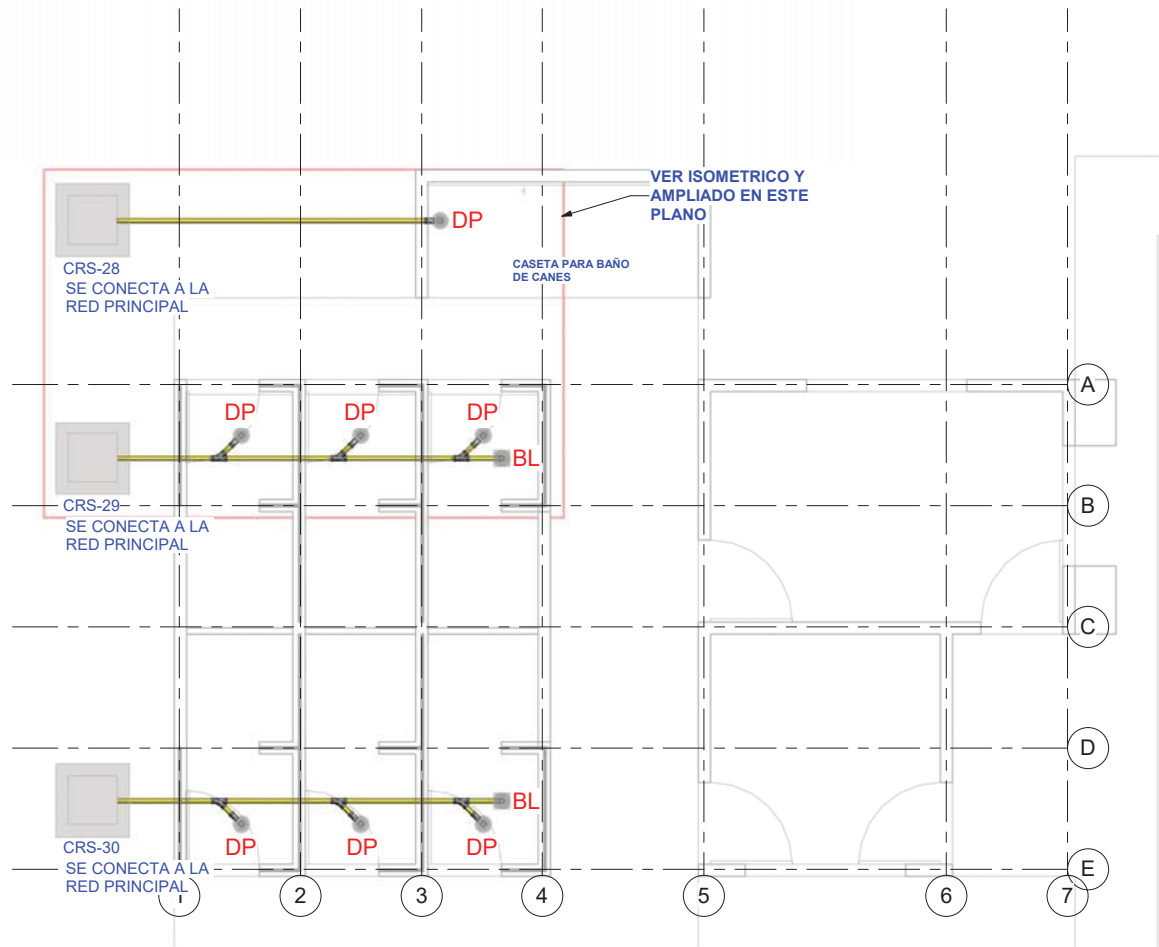 VER ISOMETRICO Y
AMPLIADO EN ESTE
PLANO
DP
CASETA PARA BAÑO
DE CANES
CRS-28
SE CONECTA A LA
RED PRINCIPAL
A
DP DP DP
BL
CRS-29
B
SE CONECTA A LA
RED PRINCIPAL
C
D
BL
DP DP DP
CRS-30
SE CONECTA A LA
RED PRINCIPAL
E
1 2 3 4 5 6 7